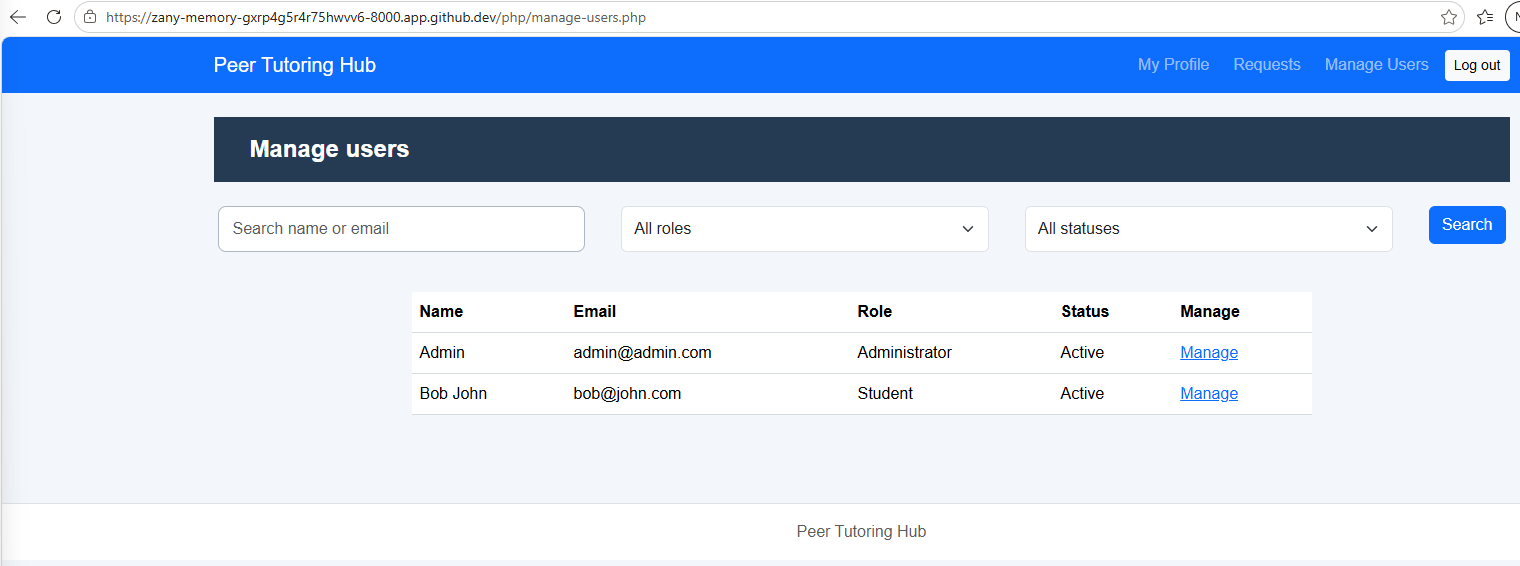 https://zany-memory-gxrp4g5r4r75hwvv6-8000.app.github.dev/php/manage-users.php
Peer Tutoring Hub My Profile Requests Manage Users Log out
Manage users
Search name or email All roles All statuses Search
Name Email Role Status Manage
Admin admin@admin.com Administrator Active Manage
Bob John bob@john.com Student Active Manage
Peer Tutoring Hub